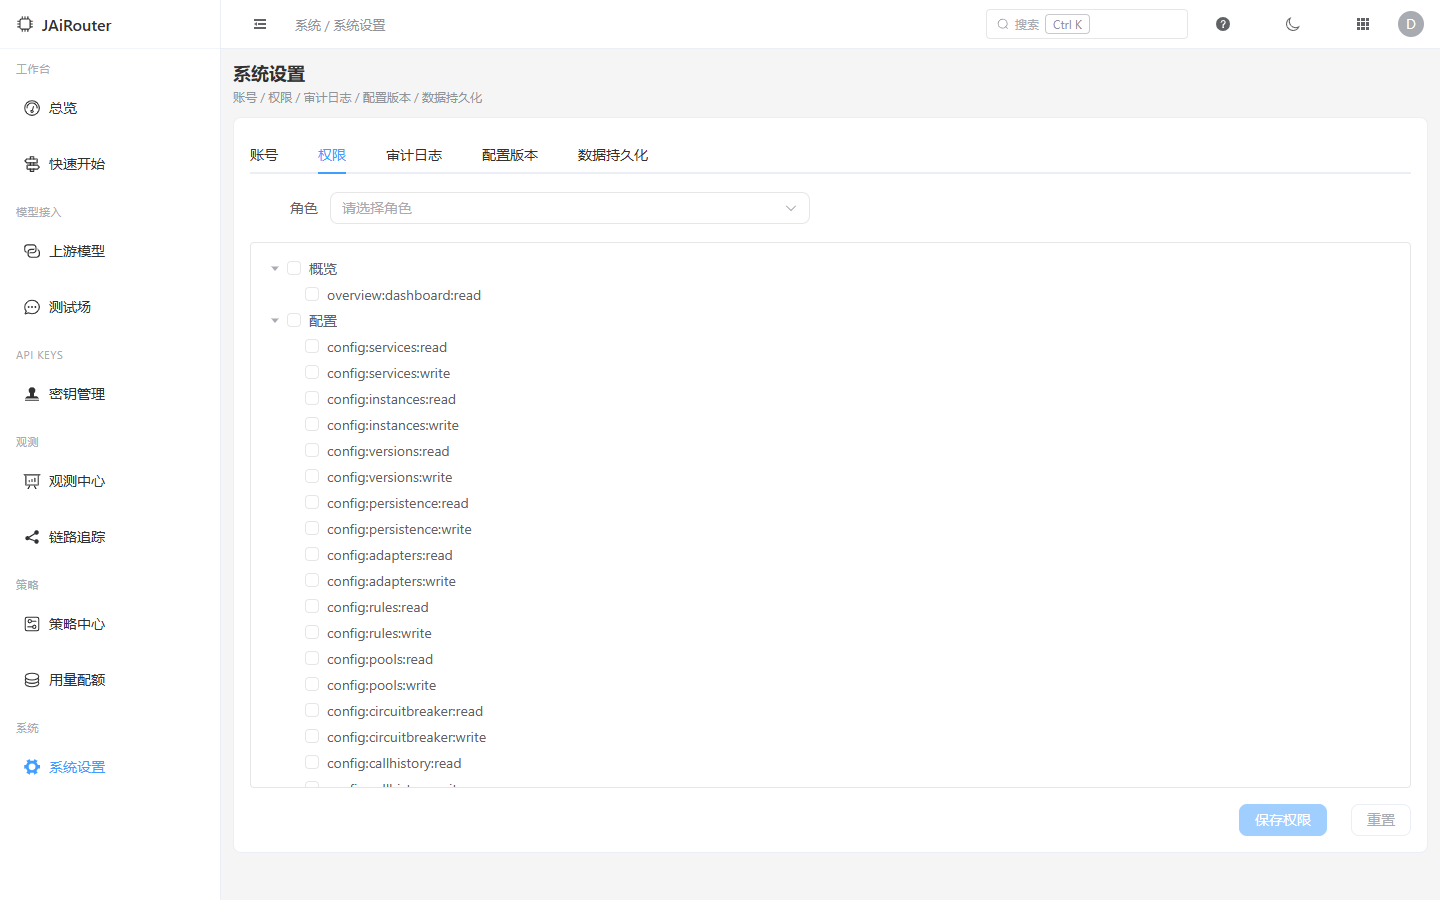 JAiRouter
系统 / 系统设置
搜索 Ctrl K
D
工作台
总览
快速开始
模型接入
上游模型
测试场
API KEYS
密钥管理
观测
观测中心
链路追踪
策略
策略中心
用量配额
系统
系统设置
系统设置
账号 / 权限 / 审计日志 / 配置版本 / 数据持久化
账号 权限 审计日志 配置版本 数据持久化
角色 请选择角色
概览
overview:dashboard:read
配置
config:services:read
config:services:write
config:instances:read
config:instances:write
config:versions:read
config:versions:write
config:persistence:read
config:persistence:write
config:adapters:read
config:adapters:write
config:rules:read
config:rules:write
config:pools:read
config:pools:write
config:circuitbreaker:read
config:circuitbreaker:write
config:callhistory:read
保存权限 重置